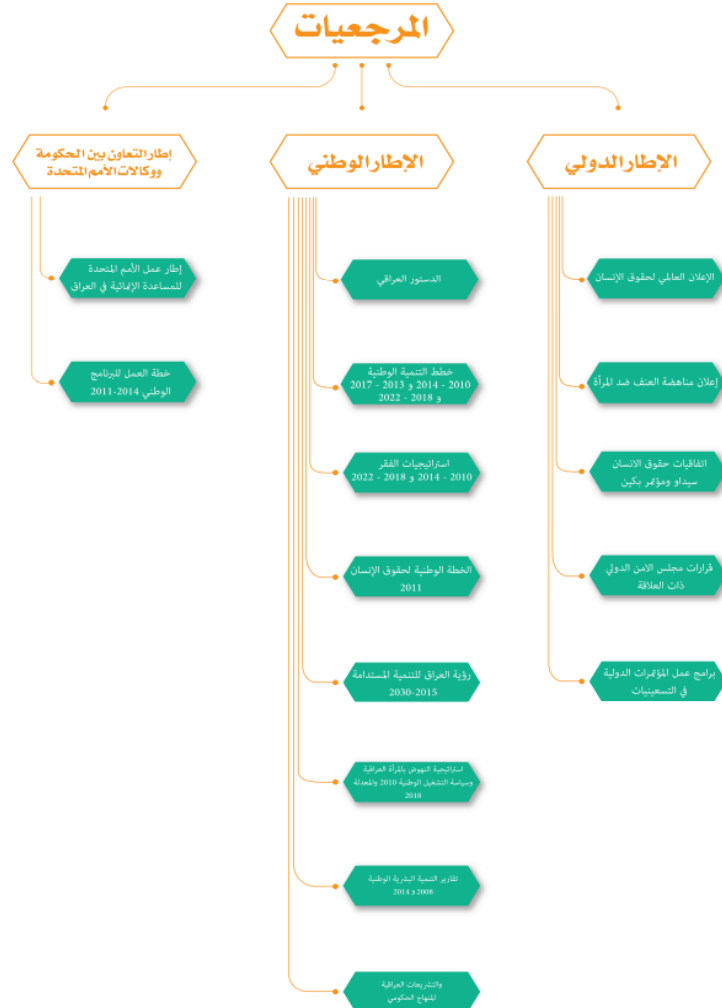 المرجعيات
الإطار الدولي
الإعلان العالمي لحقوق الإنسان
إعلان مناهضة العنف ضد المرأة
اتفاقيات حقوق الانسان
سيداو ومؤتمر بكين
قرارات مجلس الامن الدولي
ذات العلاقة
برامج عمل المؤتمرات الدولية
في التسعينيات
الإطار الوطني
الدستور العراقي
خطط التنمية الوطنية
2010 - 2014 و 2013 - 2017
و 2018 - 2022
استراتيجيات الفقر
2010 - 2014 و 2018 - 2022
الخطة الوطنية لحقوق الإنسان
2011
رؤية العراق للتنمية المستدامة
2030-2015
استراتيجية النهوض بالمرأة العراقية
وسياسة التشغيل الوطنية 2010 والمعدلة
2018
تقارير التنمية البشرية الوطنية
2008 و 2014
والتشريعات العراقية
المنهاج الحكومي
إطار التعاون بين الحكومة
ووكالات الأمم المتحدة
إطار عمل الأمم المتحدة
للمساعدة الإنمائية في العراق
خطة العمل للبرنامج
الوطني 2014-2011